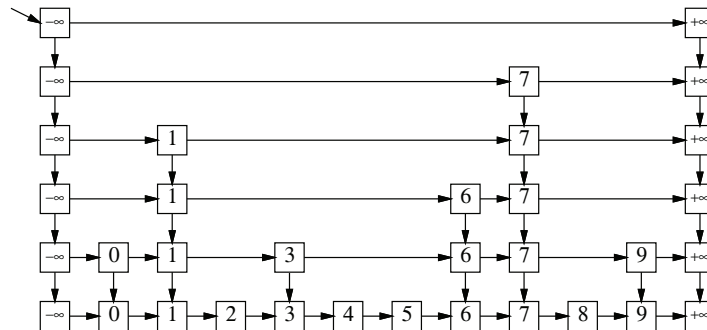 −∞ +∞
−∞ 7 +∞
−∞ 1 7 +∞
−∞ 1 6 7 +∞
−∞ 0 1 3 6 7 9 +∞
−∞ 0 1 2 3 4 5 6 7 8 9 +∞